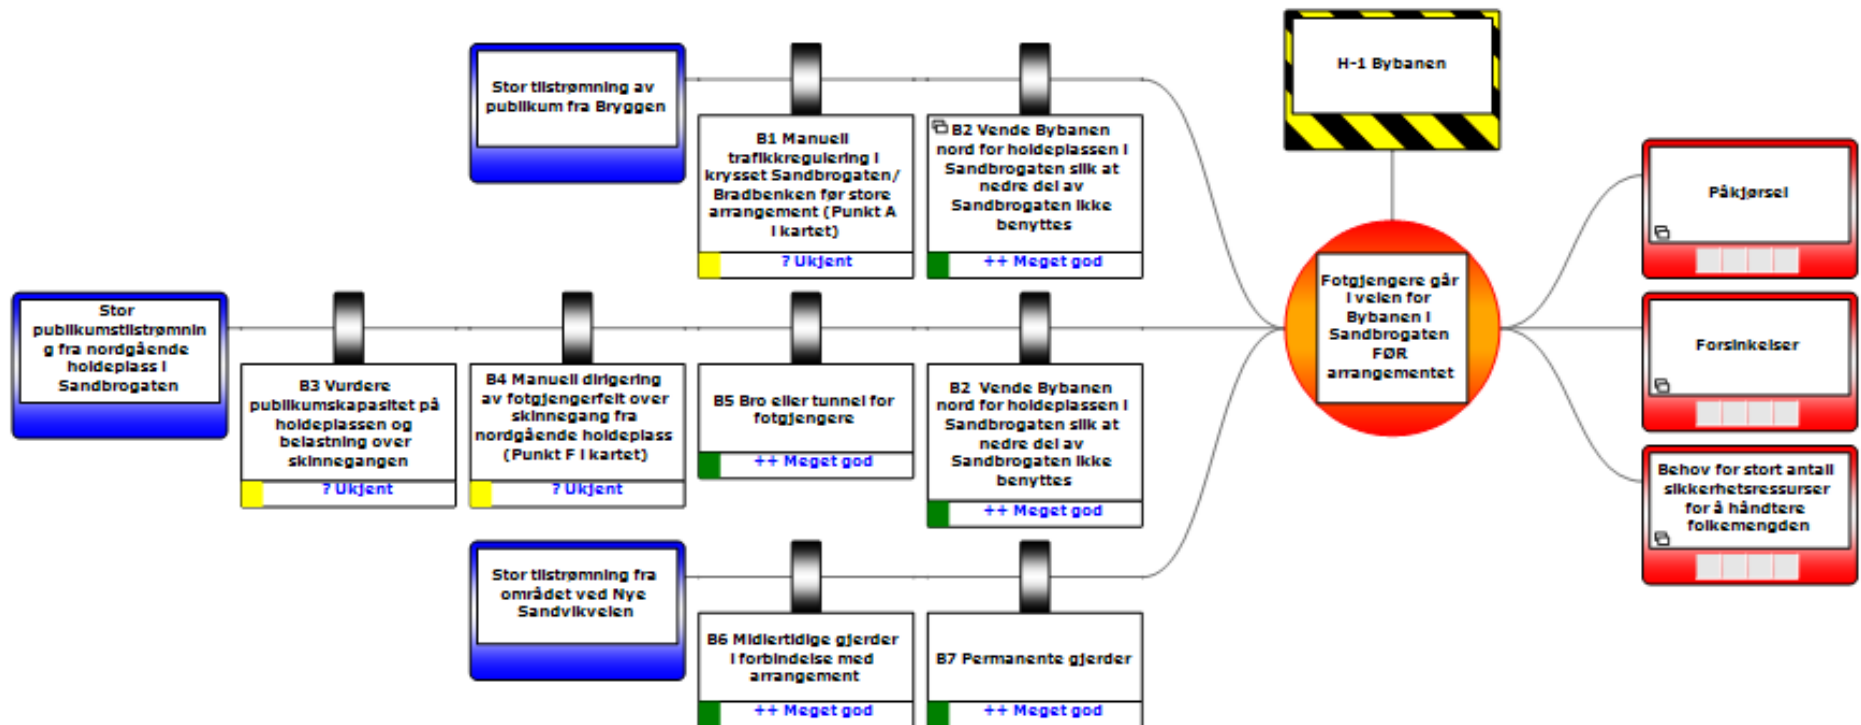 H-1 Bybanen
Stor tilstrømning av
publikum fra Bryggen
B1 Manuell
trafikkregulering i
krysset Sandbrogaten/
Bradbenken før store
arrangement (Punkt A
i kartet)
? Ukjent
B2 Vende Bybanen
nord for holdeplassen i
Sandbrogaten slik at
nedre del av
Sandbrogaten ikke
benyttes
++ Meget god
Stor
publikumstilstrømnin
g fra nordgående
holdeplass i
Sandbrogaten
B3 Vurdere
publikumskapasitet på
holdeplassen og
belastning over
skinnegangen
? Ukjent
B4 Manuell dirigering
av fotgjengerfelt over
skinnegang fra
nordgående holdeplass
(Punkt F i kartet)
? Ukjent
B5 Bro eller tunnel for
fotgjengere
++ Meget god
B2 Vende Bybanen
nord for holdeplassen i
Sandbrogaten slik at
nedre del av
Sandbrogaten ikke
benyttes
++ Meget god
Stor tilstrømning fra
området ved Nye
Sandvikveien
B6 Midlertidige gjerder
i forbindelse med
arrangement
++ Meget god
B7 Permanente gjerder
++ Meget god
Fotgjengere går
i veien for
Bybanen i
Sandbrogaten
FØR
arrangementet
Påkjørsel
Forsinkelser
Behov for stort antall
sikkerhetsressurser
for å håndtere
folkemengden